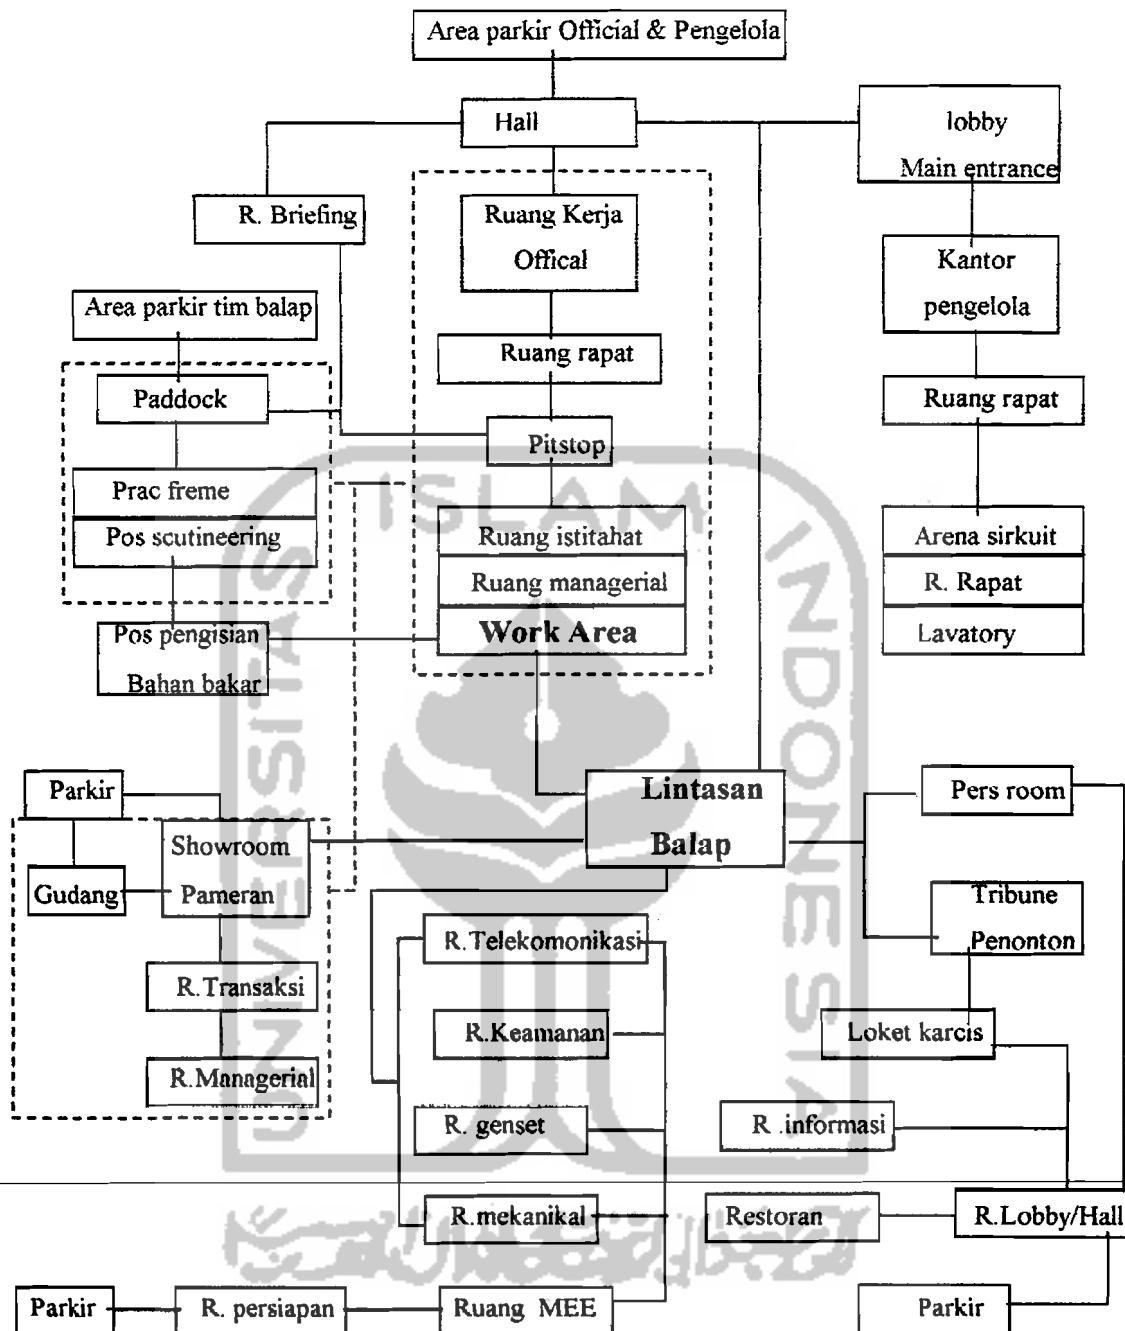 Area parkir Official & Pengelola
Hall
lobby
Main entrance
R. Briefing
Ruang Kerja
Offical
Kantor
pengelola
Area parkir tim balap
Ruang rapat
Paddock
Ruang rapat
Pitstop
Prac freme
Pos scutineering
Ruang istitahat
Ruang managerial
Work Area
Arena sirkuit
R. Rapat
Lavatory
Pos pengisian
Bahan bakar
Parkir
Lintasan
Balap
Pers room
Showroom
Pameran
Gudang
Tribune
Penonton
R.Telekomonikasi
R.Transaksi
R.Keamanan
Loket karcis
R.Managerial
R. genset
R .informasi
R.mekanikal
Restoran
R.Lobby/Hall
Parkir
R. persiapan
Ruang MEE
Parkir
UNIVERSITAS
ISLAM
INDONESIA